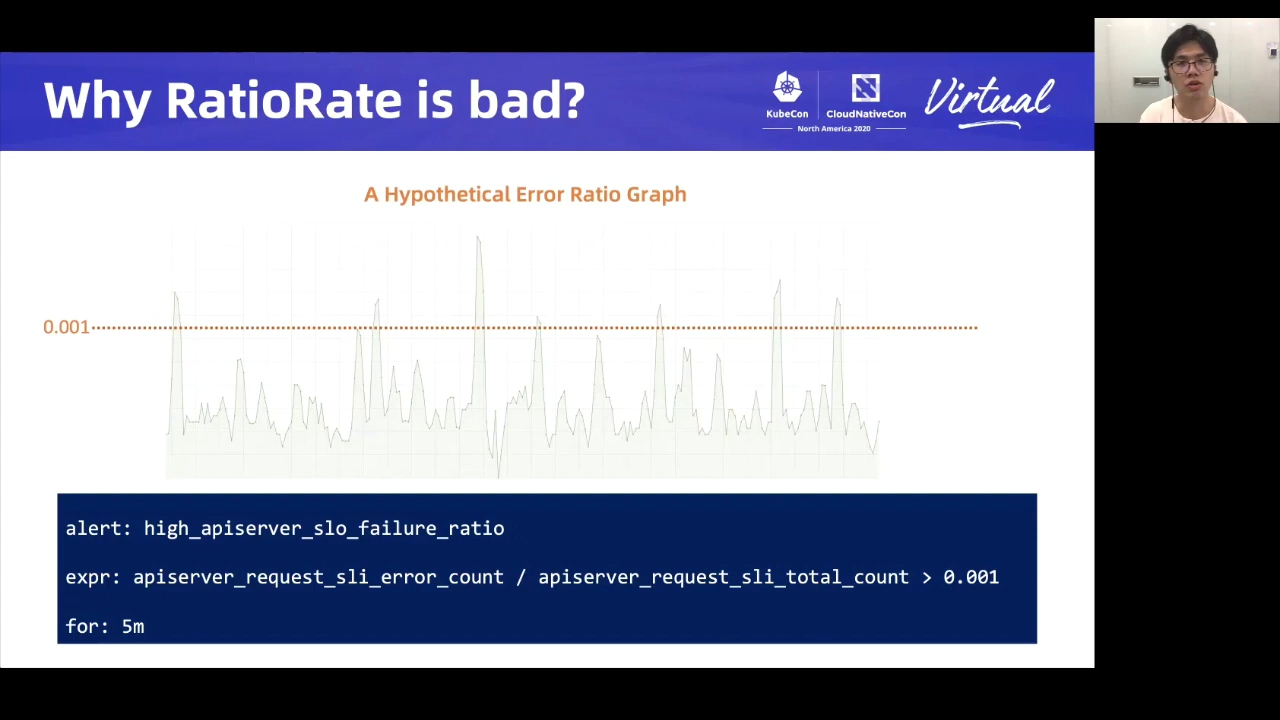 Why RatioRate is bad?
KubeCon
CloudNativeCon
North America 2020
Virtual
A Hypothetical Error Ratio Graph
0.001
alert: high_apiserver_slo_failure_ratio
expr: apiserver_request_sli_error_count / apiserver_request_sli_total_count > 0.001
for: 5m